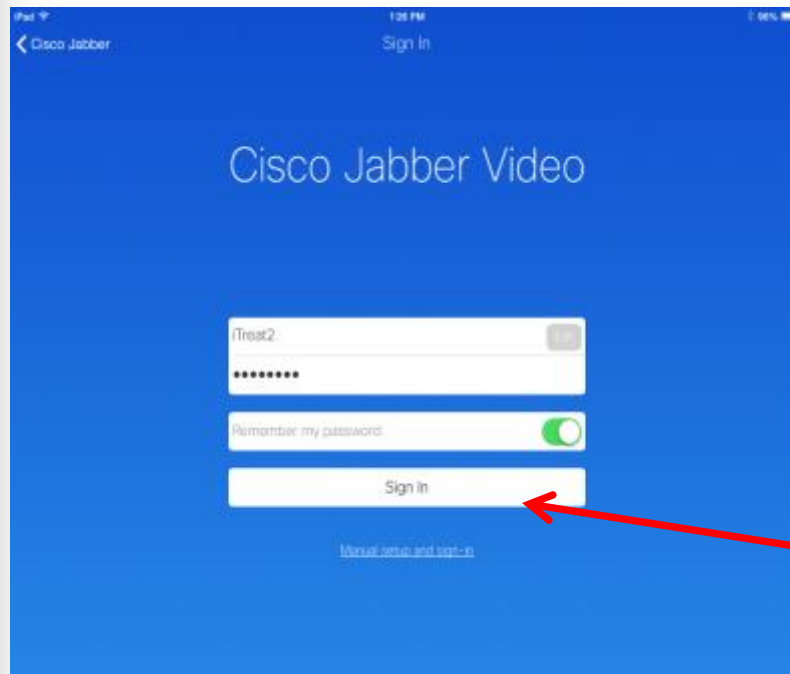 iPad 1:26 PM 96%
Cisco Jabber Sign In
Cisco Jabber Video
iTreat2
••••••••
Remember my password
Sign In
Manual setup and sign-in